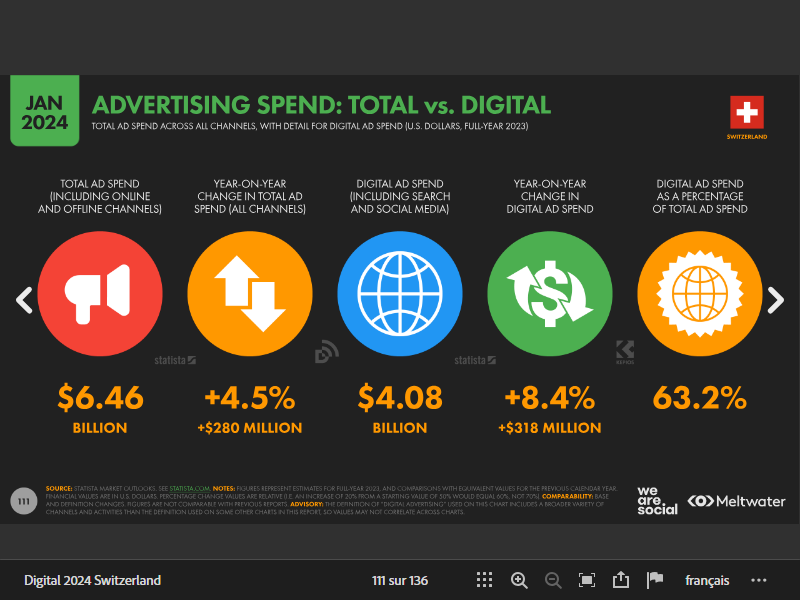 JAN
2024
ADVERTISING SPEND: TOTAL vs. DIGITAL
TOTAL AD SPEND ACROSS ALL CHANNELS, WITH DETAIL FOR DIGITAL AD SPEND (U.S. DOLLARS, FULL-YEAR 2023)
SWITZERLAND
TOTAL AD SPEND
(INCLUDING ONLINE
AND OFFLINE CHANNELS)
YEAR-ON-YEAR
CHANGE IN TOTAL AD
SPEND (ALL CHANNELS)
DIGITAL AD SPEND
(INCLUDING SEARCH
AND SOCIAL MEDIA)
YEAR-ON-YEAR
CHANGE IN
DIGITAL AD SPEND
DIGITAL AD SPEND
AS A PERCENTAGE
OF TOTAL AD SPEND
statista
statista
KEPIOS
$6.46
BILLION
+4.5%
+$280 MILLION
$4.08
BILLION
+8.4%
+$318 MILLION
63.2%
111
SOURCE: STATISTA MARKET OUTLOOKS. SEE STATISTA.COM. NOTES: FIGURES REPRESENT ESTIMATES FOR FULL-YEAR 2023, AND COMPARISONS WITH EQUIVALENT VALUES FOR THE PREVIOUS CALENDAR YEAR.
FINANCIAL VALUES ARE IN U.S. DOLLARS. PERCENTAGE CHANGE VALUES ARE RELATIVE (I.E. AN INCREASE OF 20% FROM A STARTING VALUE OF 50% WOULD EQUAL 60%, NOT 70%). COMPARABILITY: BASE
AND DEFINITION CHANGES. FIGURES ARE NOT COMPARABLE WITH PREVIOUS REPORTS. ADVISORY: THE DEFINITION OF "DIGITAL ADVERTISING" USED ON THIS CHART INCLUDES A BROADER VARIETY OF
CHANNELS AND ACTIVITIES THAN THE DEFINITION USED ON SOME OTHER CHARTS IN THIS REPORT, SO VALUES MAY NOT CORRELATE ACROSS CHARTS.
we
are.
social
Meltwater
Digital 2024 Switzerland
111 sur 136
français